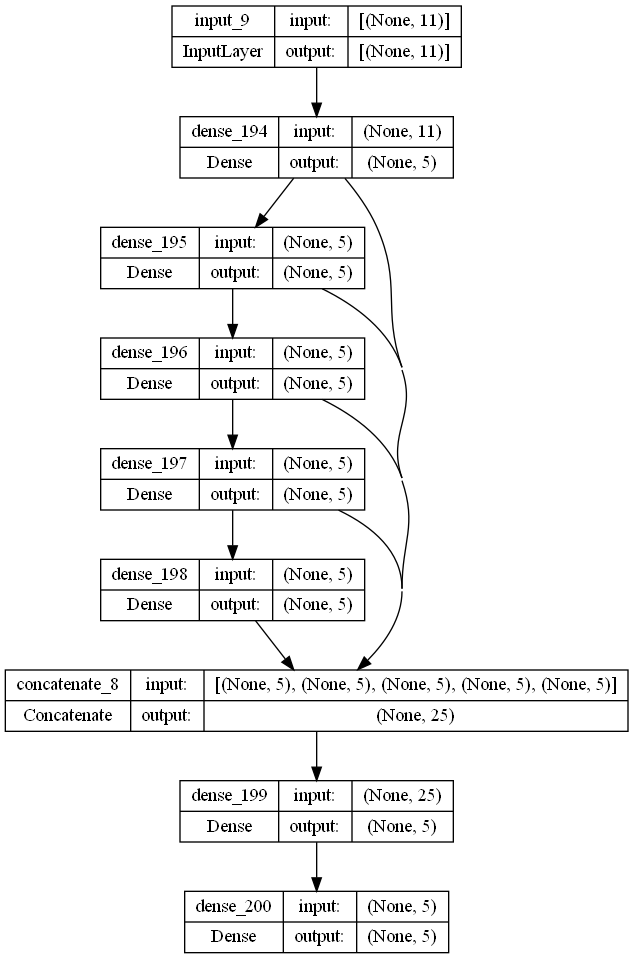 input_9 input: [(None, 11)]
InputLayer output: [(None, 11)]
dense_194 input: (None, 11)
Dense output: (None, 5)
dense_195 input: (None, 5)
Dense output: (None, 5)
dense_196 input: (None, 5)
Dense output: (None, 5)
dense_197 input: (None, 5)
Dense output: (None, 5)
dense_198 input: (None, 5)
Dense output: (None, 5)
concatenate_8 input: [(None, 5), (None, 5), (None, 5), (None, 5), (None, 5)]
Concatenate output: (None, 25)
dense_199 input: (None, 25)
Dense output: (None, 5)
dense_200 input: (None, 5)
Dense output: (None, 5)